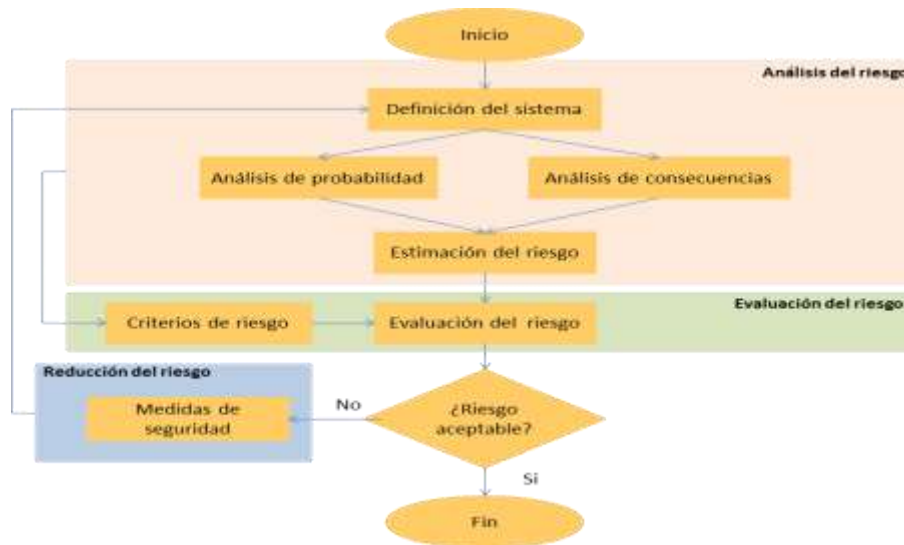 Inicio
Análisis del riesgo
Definición del sistema
Análisis de probabilidad
Análisis de consecuencias
Estimación del riesgo
Evaluación del riesgo
Criterios de riesgo
Evaluación del riesgo
Reducción del riesgo
Medidas de
seguridad
No
¿Riesgo
aceptable?
Si
Fin